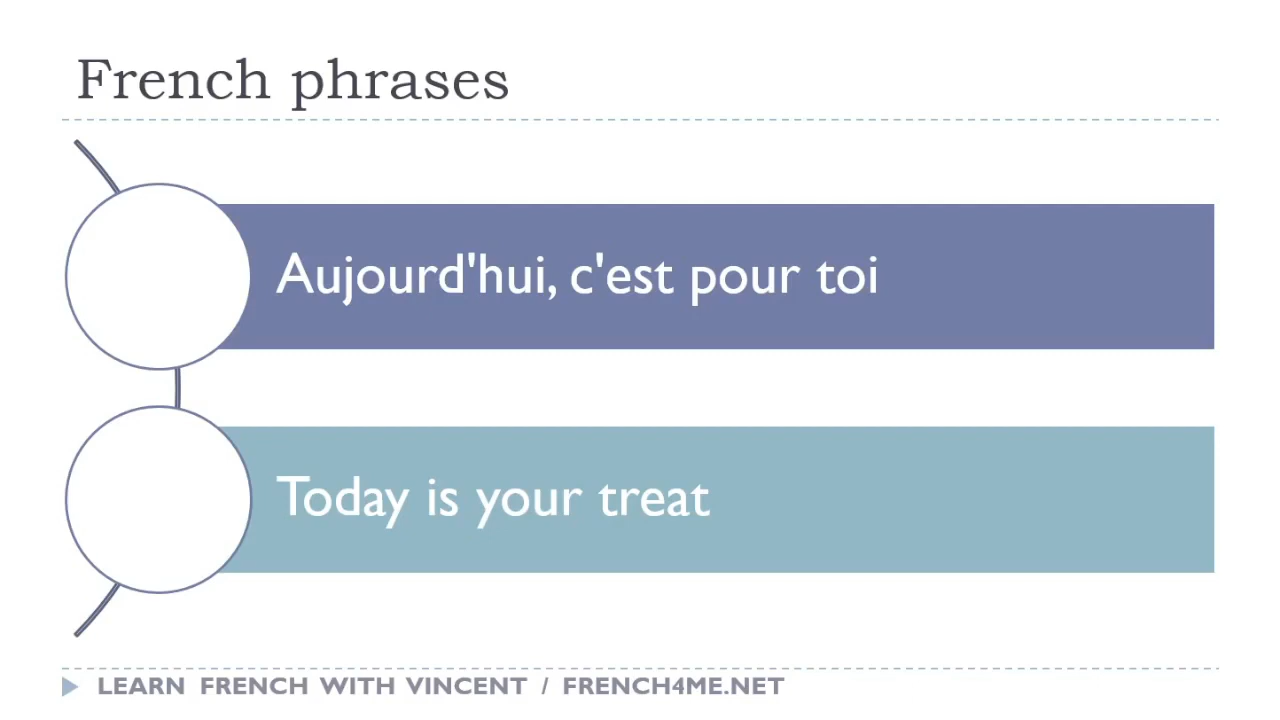 French phrases
Aujourd'hui, c'est pour toi
Today is your treat
LEARN FRENCH WITH VINCENT / FRENCH4ME.NET